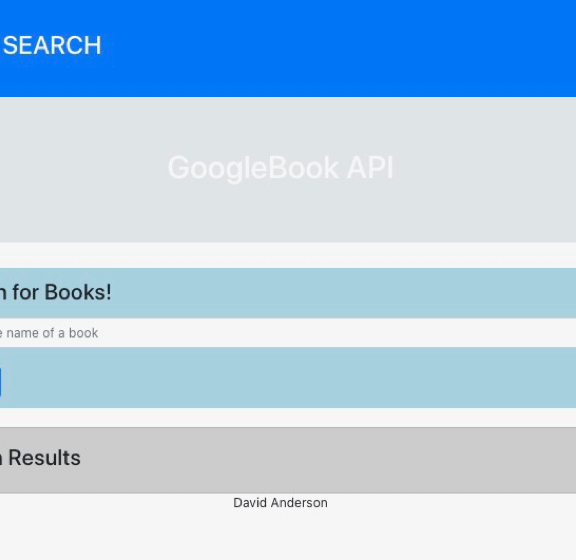 SEARCH
GoogleBook API
for Books!
name of a book
Results
David Anderson